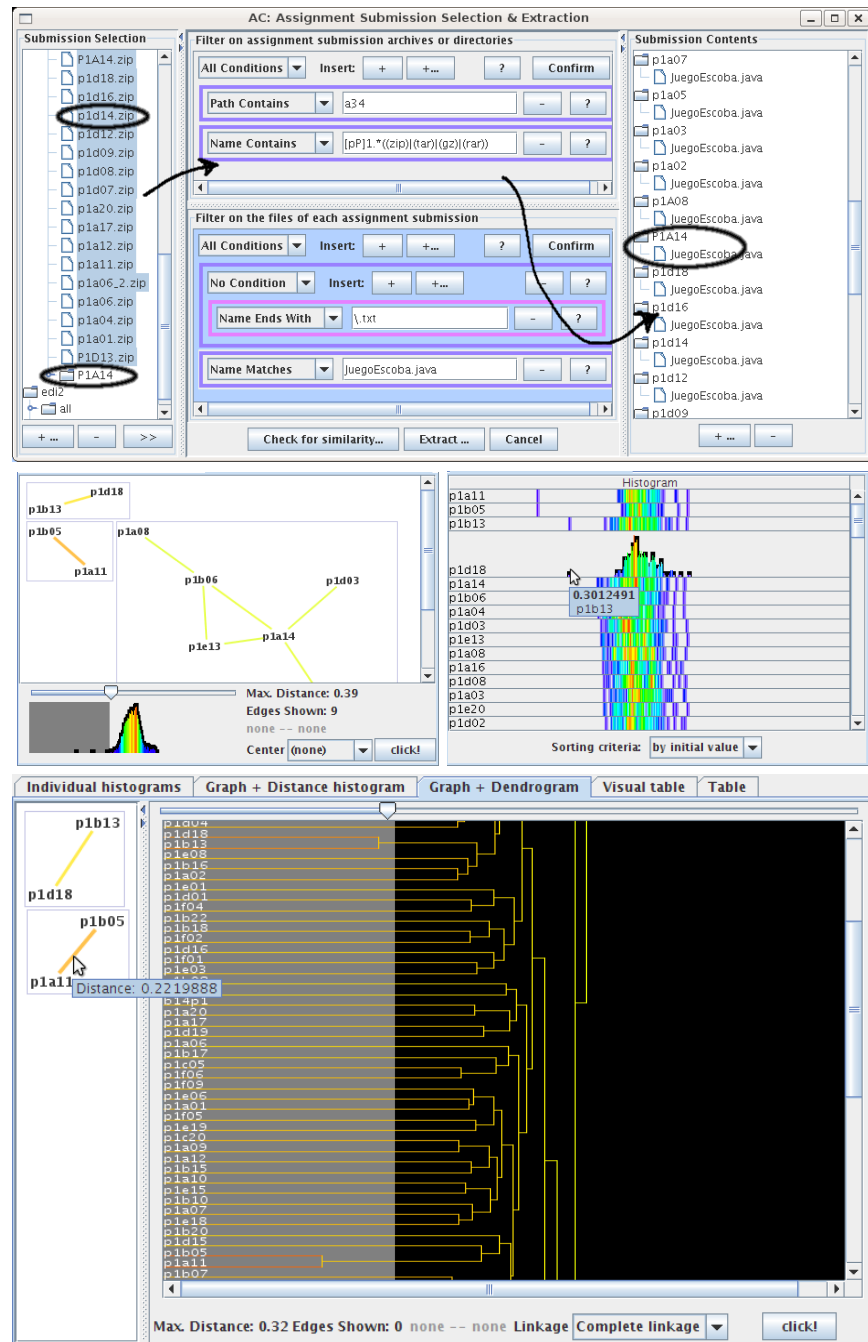 AC: Assignment Submission Selection & Extraction
Submission Selection
P1A14.zip
p1d18.zip
p1d16.zip
p1d14.zip
p1d12.zip
p1d09.zip
p1d08.zip
p1d07.zip
p1a20.zip
p1a17.zip
p1a12.zip
p1a11.zip
p1a06_2.zip
p1a06.zip
p1a04.zip
p1a01.zip
P1D13.zip
P1A14
edi2
all
+ ... - >>
Filter on assignment submission archives or directories
All Conditions Insert: + +... ? Confirm
Path Contains a34 - ?
Name Contains [pP]1.*((zip)|(tar)|(gz)|(rar)) - ?
Filter on the files of each assignment submission
All Conditions Insert: + +... ? Confirm
No Condition Insert: + +... - ?
Name Ends With \.txt - ?
Name Matches JuegoEscoba.java - ?
Check for similarity... Extract ... Cancel
Submission Contents
p1a07
JuegoEscoba.java
p1a05
JuegoEscoba.java
p1a03
JuegoEscoba.java
p1a02
JuegoEscoba.java
p1A08
JuegoEscoba.java
P1A14
JuegoEscoba.java
p1d18
JuegoEscoba.java
p1d16
JuegoEscoba.java
p1d14
JuegoEscoba.java
p1d12
JuegoEscoba.java
p1d09
+ ... -
p1d18
p1b13
p1b05 p1a08
p1a11
p1b06 p1d03
p1a14
p1e13
Max. Distance: 0.39
Edges Shown: 9
none -- none
Center (none) click!
Histogram
p1a11
p1b05
p1b13
p1d18
p1a14
p1b06
p1a04
p1d03
p1e13
p1a08
p1a16
p1d08
p1a03
p1e20
p1d02
0.3012491
p1b13
Sorting criteria: by initial value
Individual histograms Graph + Distance histogram Graph + Dendrogram Visual table Table
p1b13
p1d18
p1b05
p1a11
Distance: 0.2219888
p1d04
p1d18
p1b13
p1e08
p1b16
p1a02
p1e01
p1d01
p1f04
p1b22
p1b18
p1f02
p1d16
p1f01
p1e03
b14p1
p1a20
p1a17
p1d19
p1a06
p1b17
p1c05
p1f06
p1f09
p1e06
p1a01
p1f05
p1e19
p1c20
p1a09
p1a12
p1b15
p1a10
p1e15
p1b10
p1a07
p1e18
p1b20
p1d15
p1b05
p1a11
p1b07
Max. Distance: 0.32 Edges Shown: 0 none -- none Linkage Complete linkage click!